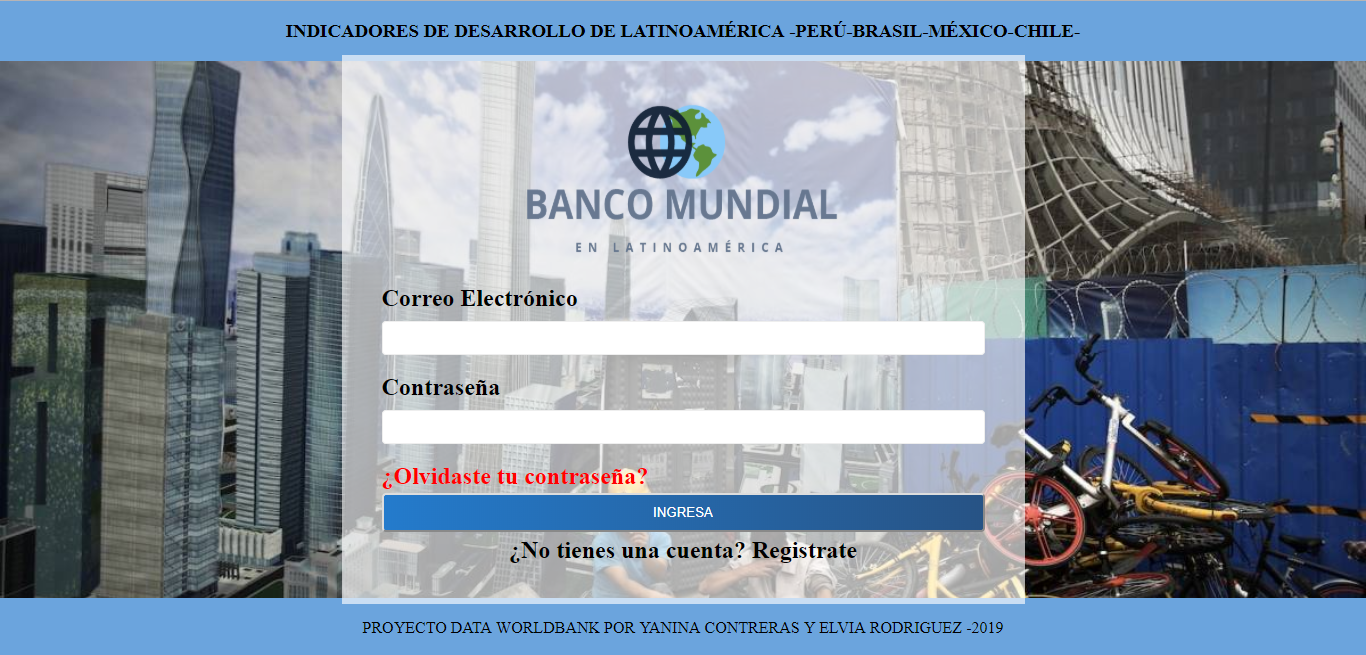 INDICADORES DE DESARROLLO DE LATINOAMÉRICA -PERÚ-BRASIL-MÉXICO-CHILE-
BANCO MUNDIAL
EN LATINOAMÉRICA
Correo Electrónico
Contraseña
¿Olvidaste tu contraseña?
INGRESA
¿No tienes una cuenta? Registrate
PROYECTO DATA WORLDBANK POR YANINA CONTRERAS Y ELVIA RODRIGUEZ -2019